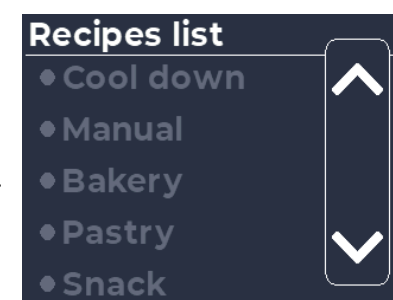 Recipes list
• Cool down
• Manual
• Bakery
• Pastry
• Snack